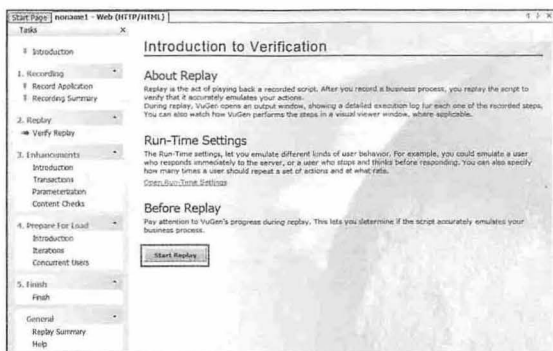 Start Page noname1 - Web (HTTP/HTML)
Tasks
Introduction
1. Recording
Record Application
Recording Summary
2. Replay
Verify Replay
3. Enhancements
Introduction
Transactions
Parameterization
Content Checks
4. Prepare For Load
Introduction
Iterations
Concurrent Users
5. Finish
Finish
General
Replay Summary
Help
Introduction to Verification
About Replay
Replay is the act of playing back a recorded script. After you record a business process, you replay the script to
verify that it accurately emulates your actions.
During replay, VuGen opens an output window, showing a detailed execution log for each one of the recorded steps.
You can also watch how VuGen performs the steps in a visual viewer window, where applicable.
Run-Time Settings
The Run-Time settings, let you emulate different kinds of user behavior. For example, you could emulate a user
who responds immediately to the server, or a user who stops and thinks before responding. You can also specify
how many times a user should repeat a set of actions and at what rate.
Open Run-Time Settings
Before Replay
Pay attention to VuGen's progress during replay. This lets you determine if the script accurately emulates your
business process.
Start Replay